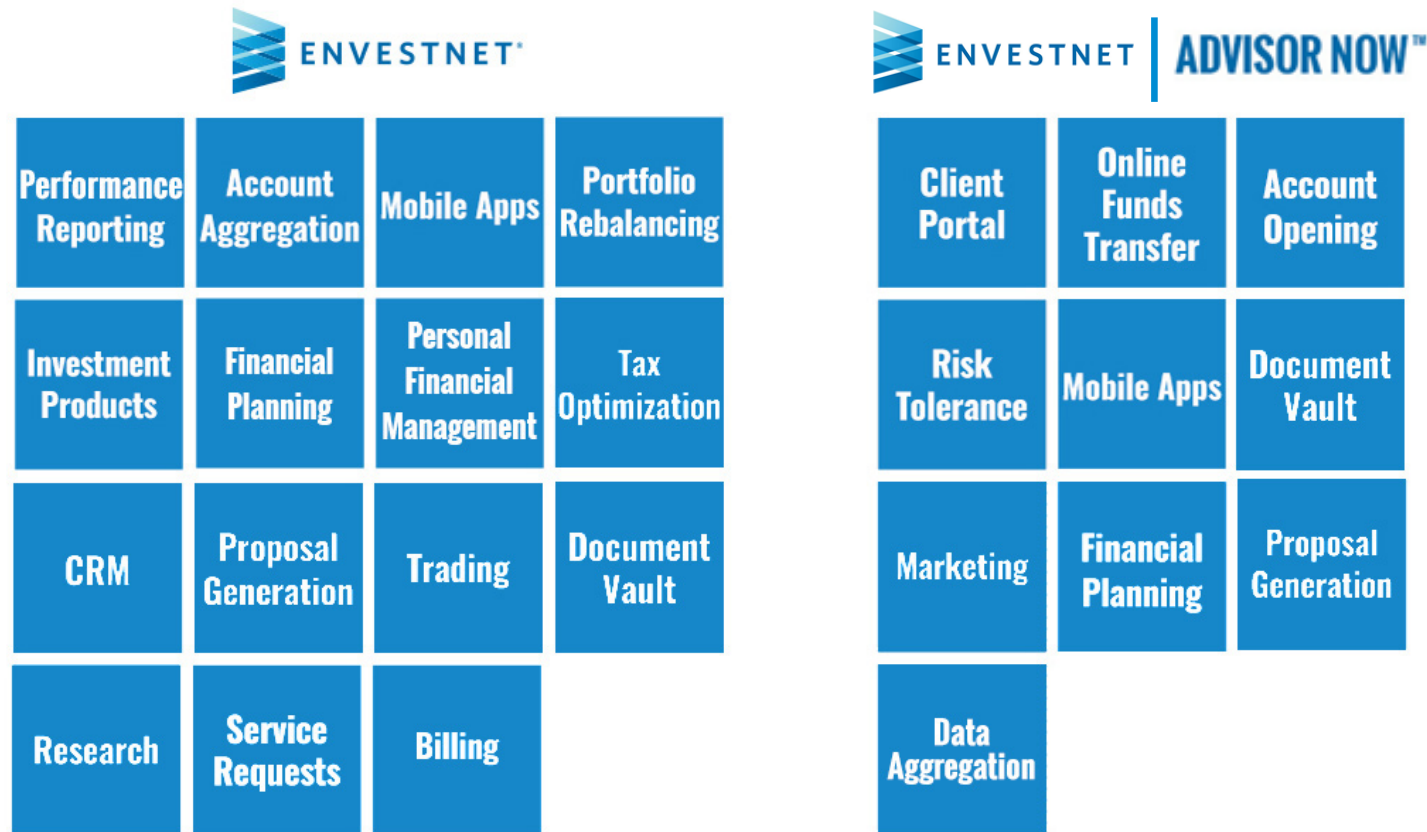 ENVESTNET®
Performance
Reporting
Account
Aggregation
Mobile Apps
Portfolio
Rebalancing
Investment
Products
Financial
Planning
Personal
Financial
Management
Tax
Optimization
CRM
Proposal
Generation
Trading
Document
Vault
Research
Service
Requests
Billing
ENVESTNET
ADVISOR NOW™
Client
Portal
Online
Funds
Transfer
Account
Opening
Risk
Tolerance
Mobile Apps
Document
Vault
Marketing
Financial
Planning
Proposal
Generation
Data
Aggregation